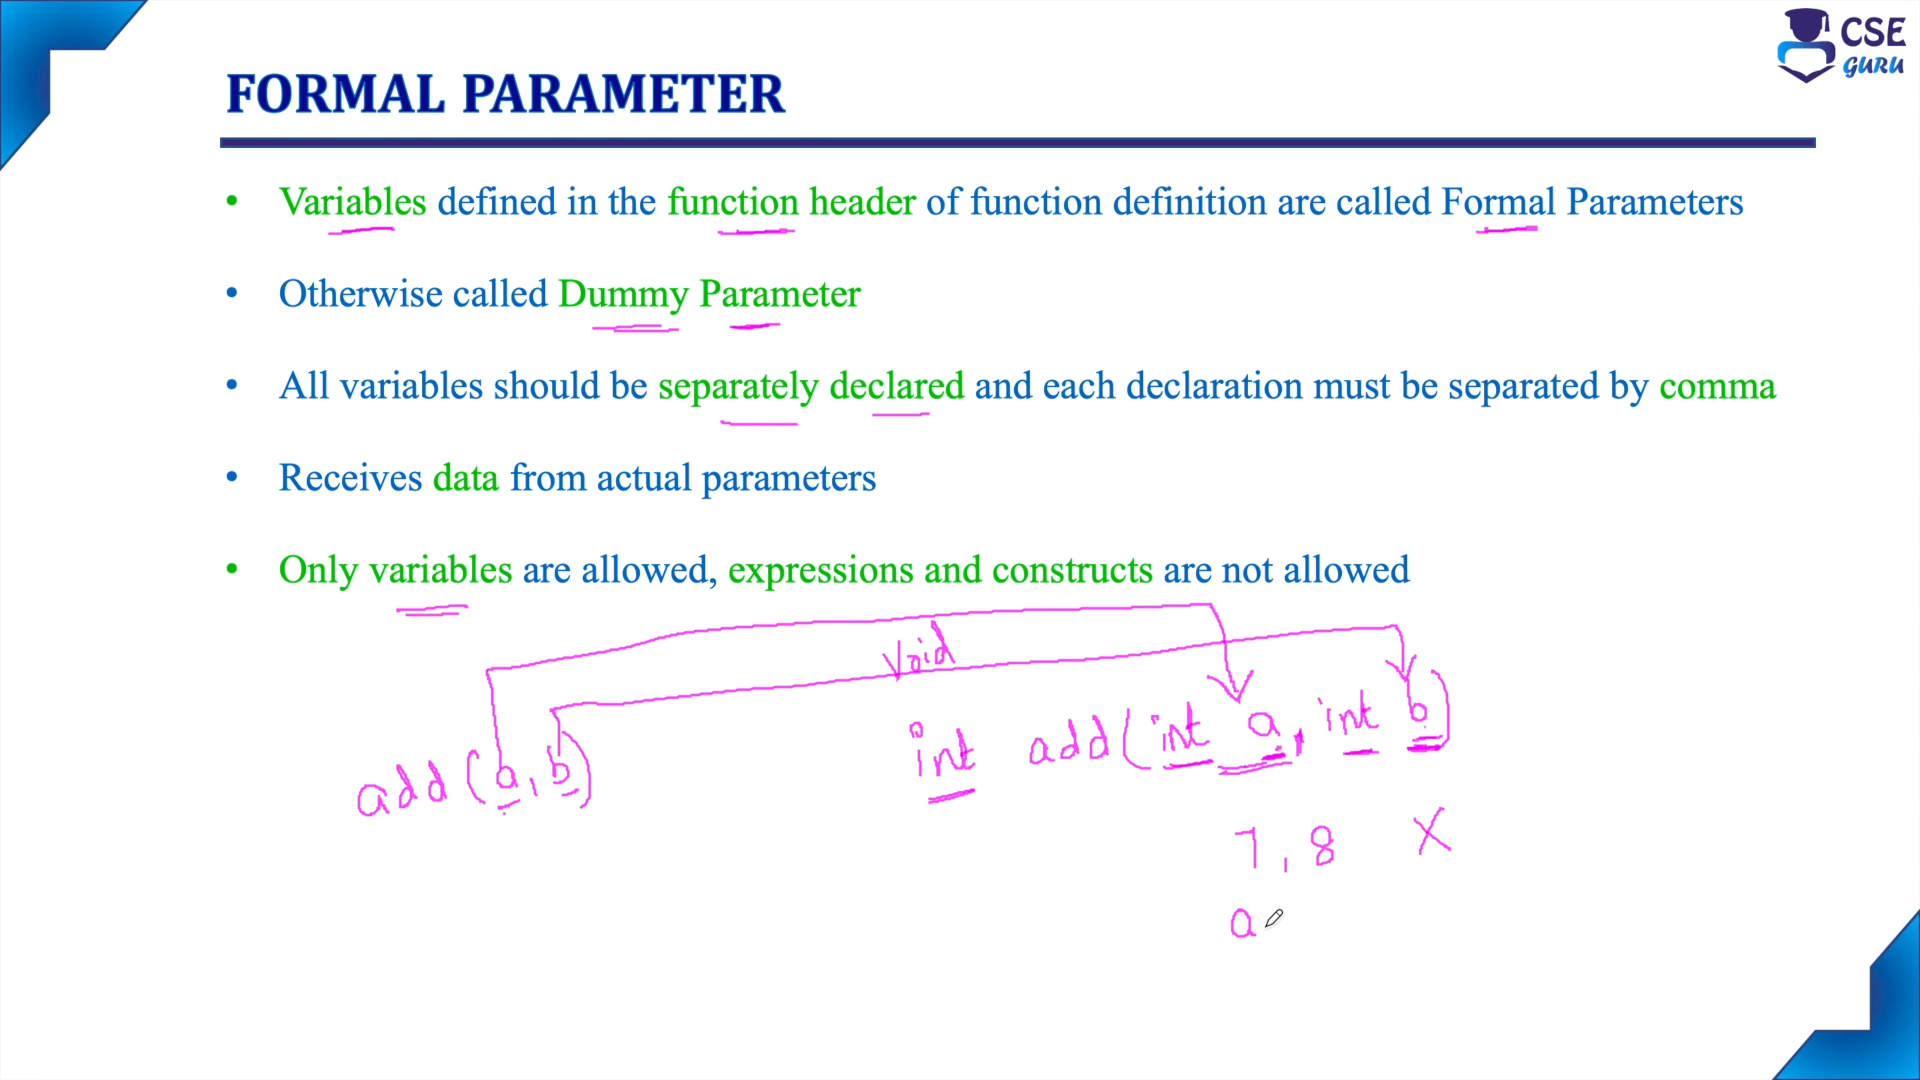 CSE
GURU
FORMAL PARAMETER
• Variables defined in the function header of function definition are called Formal Parameters
• Otherwise called Dummy Parameter
• All variables should be separately declared and each declaration must be separated by comma
• Receives data from actual parameters
• Only variables are allowed, expressions and constructs are not allowed
void
add(a,b)
int add(int a, int b)
7, 8 X
a